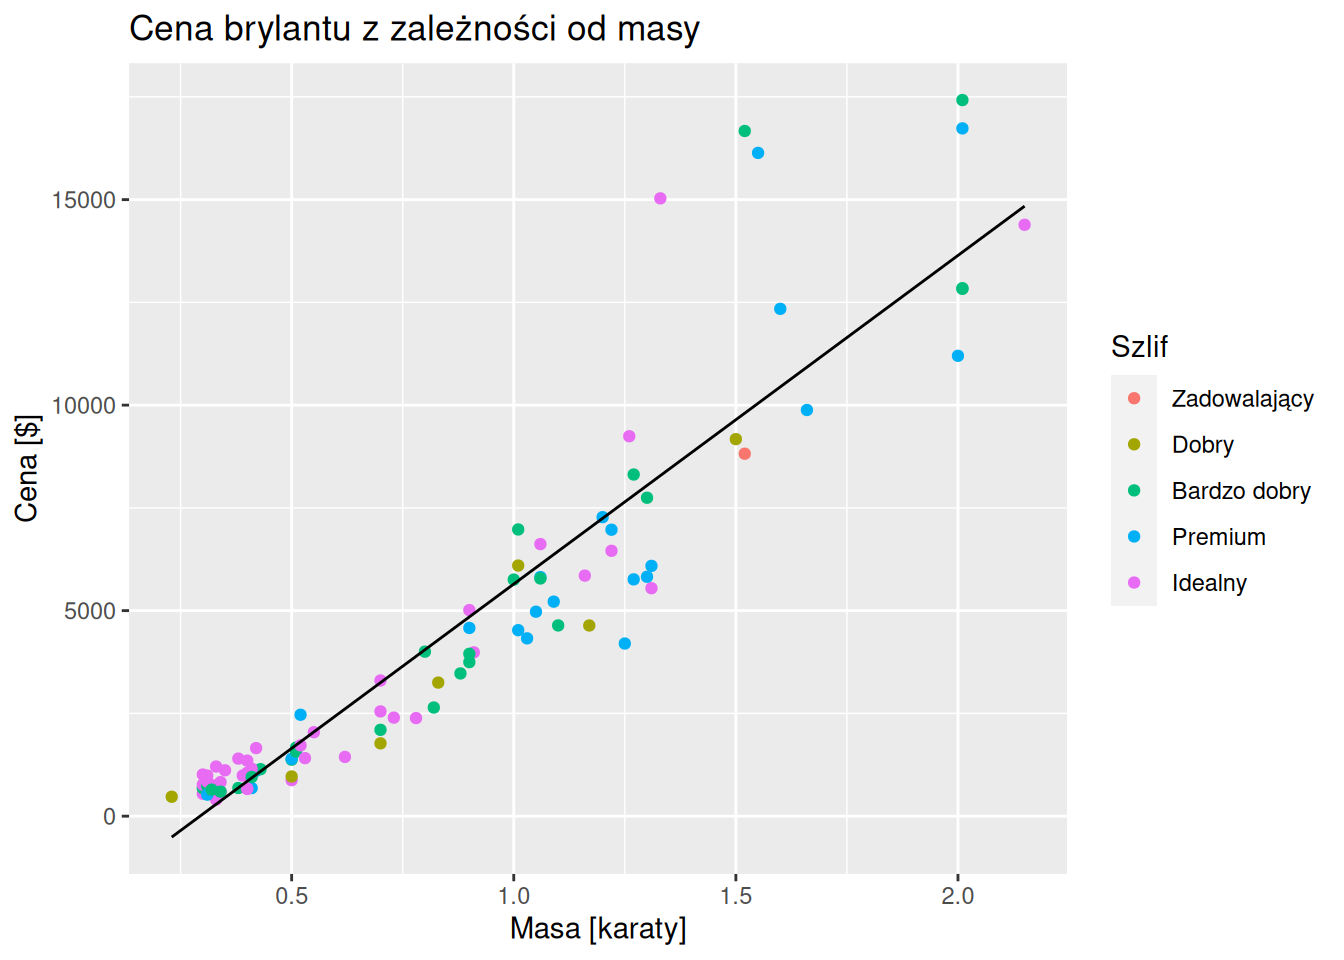 Cena brylantu z zależności od masy
15000
10000
5000
0
Cena [$]
0.5 1.0 1.5 2.0
Masa [karaty]
Szlif
Zadowalający
Dobry
Bardzo dobry
Premium
Idealny